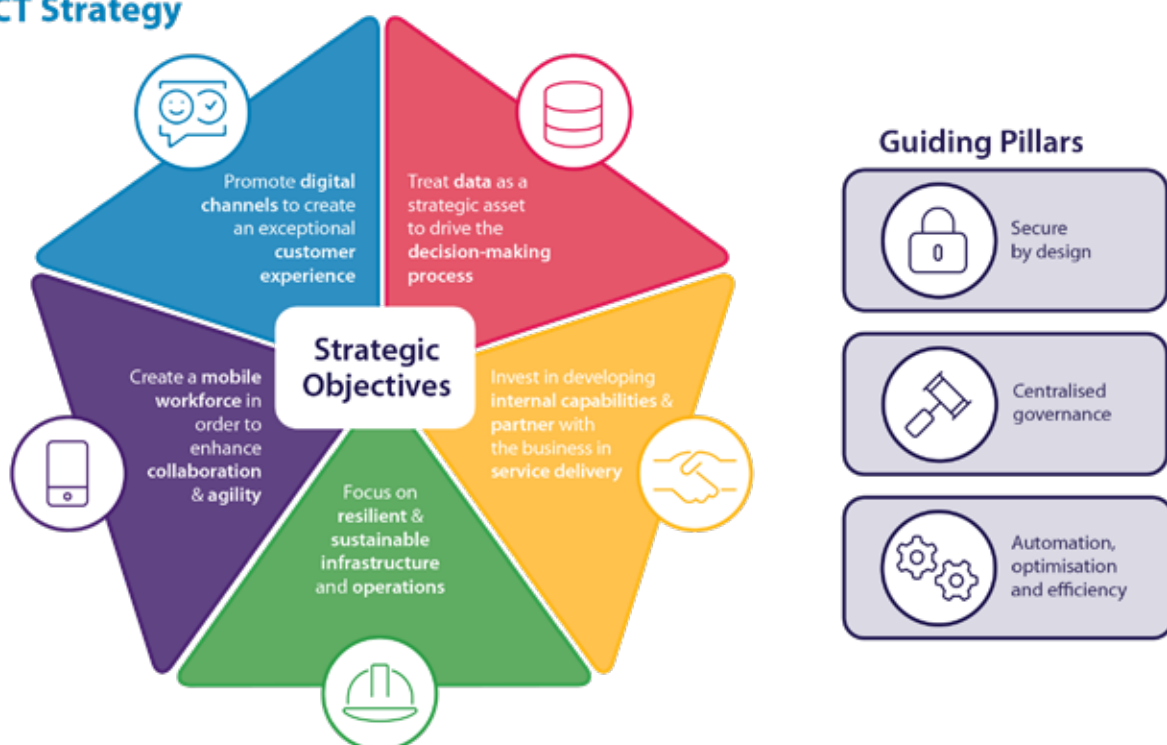 CT Strategy
Promote digital
channels to create
an exceptional
customer
experience
Treat data as a
strategic asset
to drive the
decision-making
process
Strategic
Objectives
Create a mobile
workforce in
order to
enhance
collaboration
& agility
Invest in developing
internal capabilities &
partner with
the business in
service delivery
Focus on
resilient &
sustainable
infrastructure
and operations
Guiding Pillars
Secure
by design
Centralised
governance
Automation,
optimisation
and efficiency